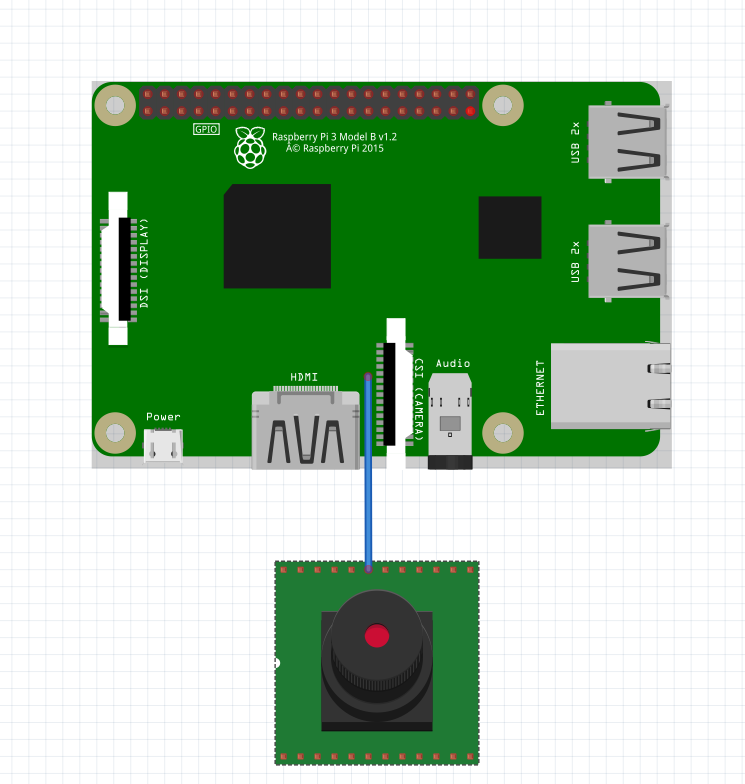 GPIO
Raspberry Pi 3 Model B v1.2
Â© Raspberry Pi 2015
USB 2x
DSI (DISPLAY)
USB 2x
HDMI
CSI (CAMERA)
Audio
ETHERNET
Power